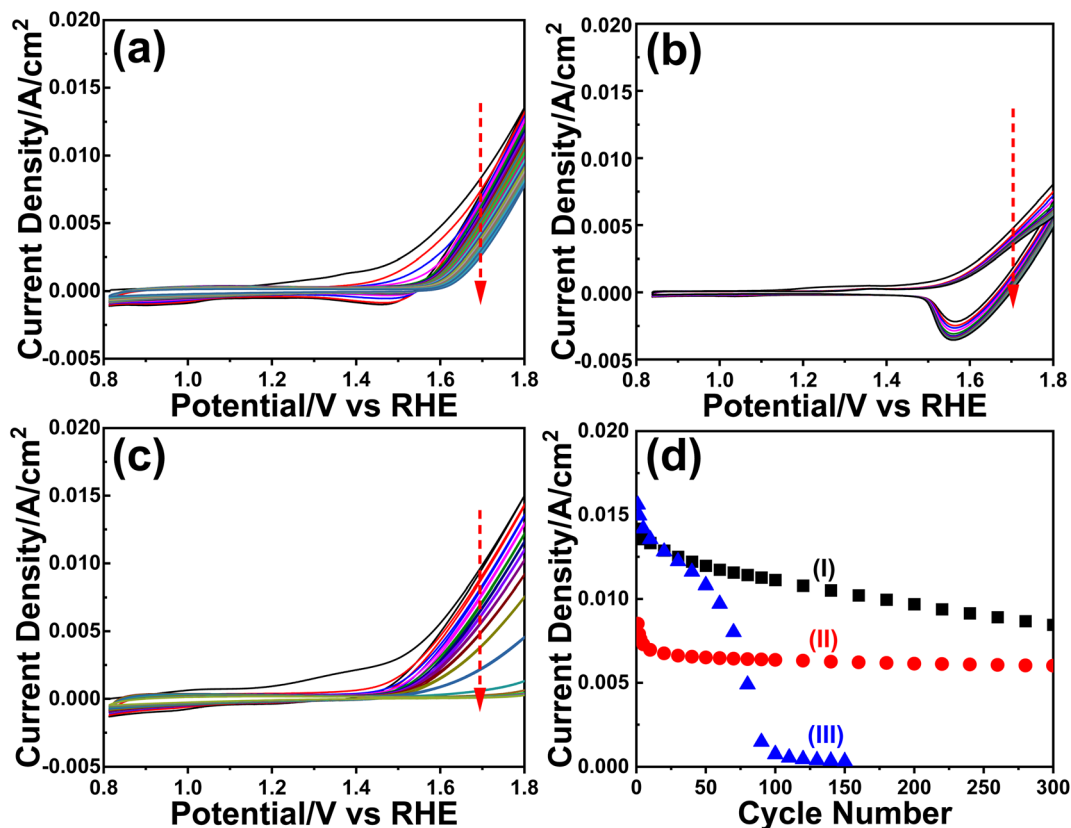 (a)
Current Density/A/cm²
0.020
0.015
0.010
0.005
0.000
-0.005
0.8 1.0 1.2 1.4 1.6 1.8
Potential/V vs RHE
(b)
Current Density/A/cm²
0.020
0.015
0.010
0.005
0.000
-0.005
0.8 1.0 1.2 1.4 1.6 1.8
Potential/V vs RHE
(c)
Current Density/A/cm²
0.020
0.015
0.010
0.005
0.000
-0.005
0.8 1.0 1.2 1.4 1.6 1.8
Potential/V vs RHE
(d)
Current Density/A/cm²
0.020
0.015
0.010
0.005
0.000
(I)
(II)
(III)
0 50 100 150 200 250 300
Cycle Number